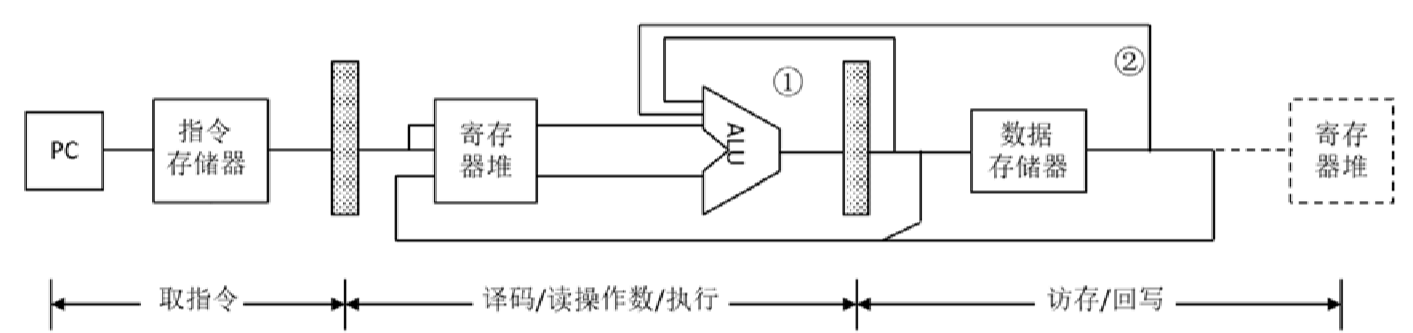 ①
②
PC
指令
存储器
寄存
器堆
ALU
数据
存储器
寄存
器堆
取指令
译码/读操作数/执行
访存/回写